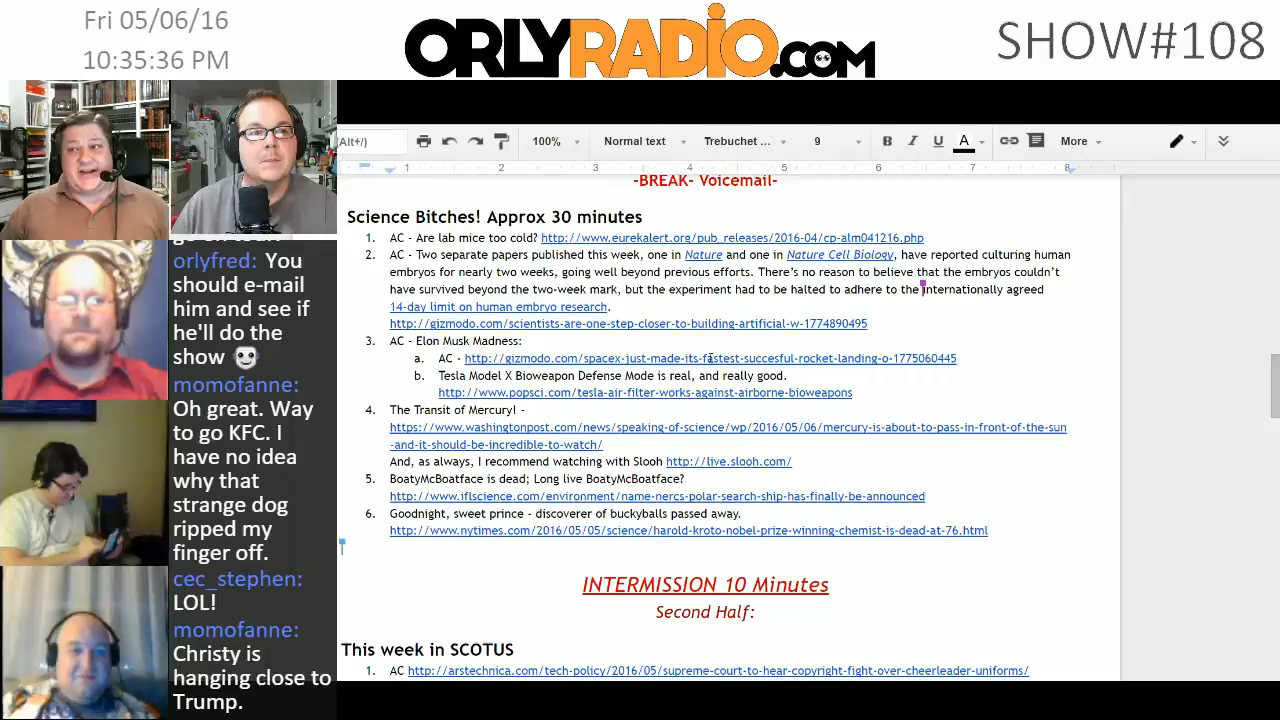 Fri 05/06/16
10:35:36 PM
ORLYRADIO.COM
SHOW#108
(Alt+/)
100%
Normal text
Trebuchet ...
9
B
I
U
A
More
1
2
3
4
5
6
7
8
-BREAK- Voicemail-
Science Bitches! Approx 30 minutes
1. AC - Are lab mice too cold? http://www.eurekalert.org/pub_releases/2016-04/cp-alm041216.php
2. AC - Two separate papers published this week, one in Nature and one in Nature Cell Biology, have reported culturing human
embryos for nearly two weeks, going well beyond previous efforts. There's no reason to believe that the embryos couldn't
have survived beyond the two-week mark, but the experiment had to be halted to adhere to the internationally agreed
14-day limit on human embryo research.
http://gizmodo.com/scientists-are-one-step-closer-to-building-artificial-w-1774890495
3. AC - Elon Musk Madness:
a. AC - http://gizmodo.com/spacex-just-made-its-fastest-succesful-rocket-landing-o-1775060445
b. Tesla Model X Bioweapon Defense Mode is real, and really good.
http://www.popsci.com/tesla-air-filter-works-against-airborne-bioweapons
4. The Transit of Mercury! -
https://www.washingtonpost.com/news/speaking-of-science/wp/2016/05/06/mercury-is-about-to-pass-in-front-of-the-sun
-and-it-should-be-incredible-to-watch/
And, as always, I recommend watching with Slooh http://live.slooh.com/
5. BoatyMcBoatface is dead; Long live BoatyMcBoatface?
http://www.iflscience.com/environment/name-nercs-polar-search-ship-has-finally-be-announced
6. Goodnight, sweet prince - discoverer of buckyballs passed away.
http://www.nytimes.com/2016/05/05/science/harold-kroto-nobel-prize-winning-chemist-is-dead-at-76.html
INTERMISSION 10 Minutes
Second Half:
This week in SCOTUS
1. AC http://arstechnica.com/tech-policy/2016/05/supreme-court-to-hear-copyright-fight-over-cheerleader-uniforms/
orlyfred: You
should e-mail
him and see if
he'll do the
show
momofanne:
Oh great. Way
to go KFC. I
have no idea
why that
strange dog
ripped my
finger off.
cec_stephen:
LOL!
momofanne:
Christy is
hanging close to
Trump.